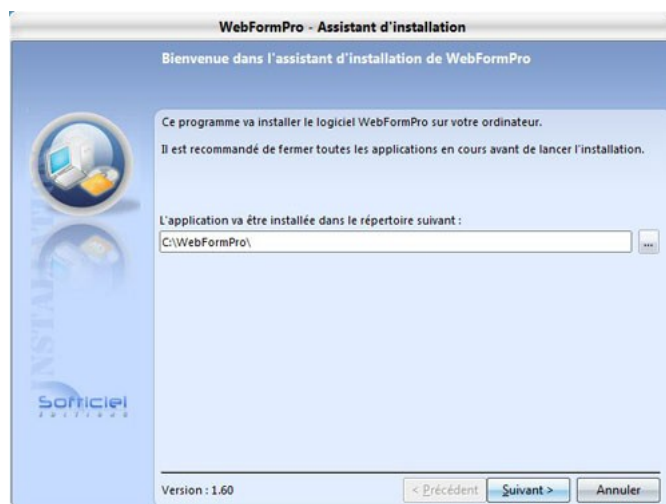 WebFormPro - Assistant d'installation
Bienvenue dans l'assistant d'installation de WebFormPro
Ce programme va installer le logiciel WebFormPro sur votre ordinateur.
Il est recommandé de fermer toutes les applications en cours avant de lancer l'installation.
L'application va être installée dans le répertoire suivant :
C:\WebFormPro\
...
Version : 1.60
< Précédent
Suivant >
Annuler